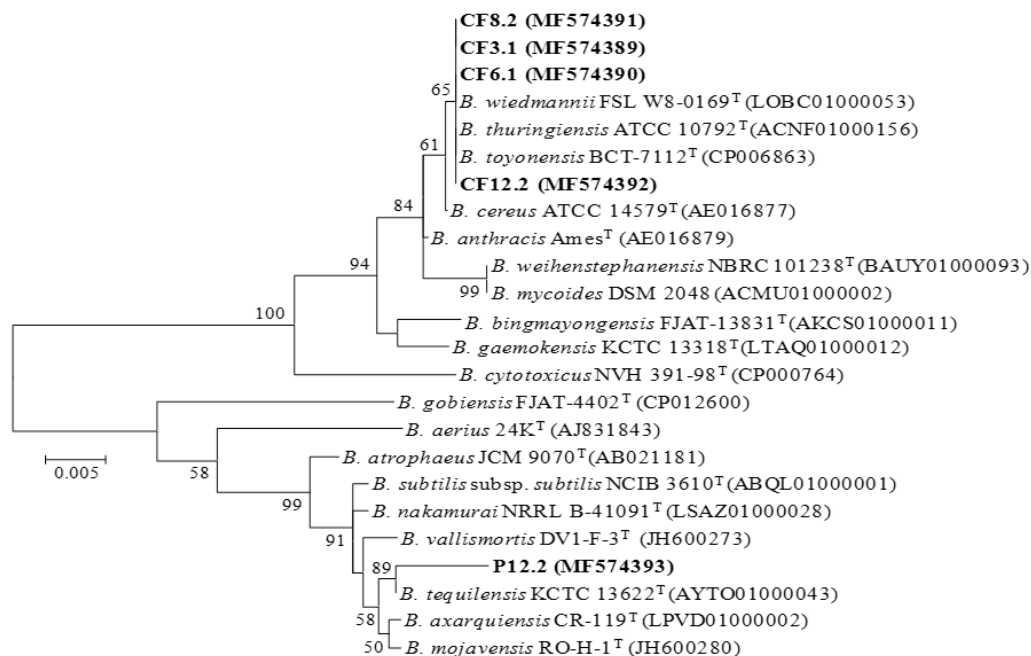 CF8.2 (MF574391)
CF3.1 (MF574389)
CF6.1 (MF574390)
65
B. wiedmannii FSL W8-0169ᵀ (LOBC01000053)
B. thuringiensis ATCC 10792ᵀ (ACNF01000156)
61
B. toyonensis BCT-7112ᵀ (CP006863)
CF12.2 (MF574392)
84
B. cereus ATCC 14579ᵀ (AE016877)
B. anthracis Amesᵀ (AE016879)
94
B. weihenstephanensis NBRC 101238ᵀ (BAUY01000093)
99
B. mycoides DSM 2048 (ACMU01000002)
100
B. bingmayongensis FJAT-13831ᵀ (AKCS01000011)
B. gaemokensis KCTC 13318ᵀ (LTAQ01000012)
B. cytotoxicus NVH 391-98ᵀ (CP000764)
B. gobiensis FJAT-4402ᵀ (CP012600)
B. aerius 24Kᵀ (AJ831843)
0.005
58
B. atrophaeus JCM 9070ᵀ (AB021181)
B. subtilis subsp. subtilis NCIB 3610ᵀ (ABQL01000001)
99
B. nakamurai NRRL B-41091ᵀ (LSAZ01000028)
91
B. vallismortis DV1-F-3ᵀ (JH600273)
89
P12.2 (MF574393)
B. tequilensis KCTC 13622ᵀ (AYTO01000043)
58
B. axarquiensis CR-119ᵀ (LPVD01000002)
50
B. mojavensis RO-H-1ᵀ (JH600280)